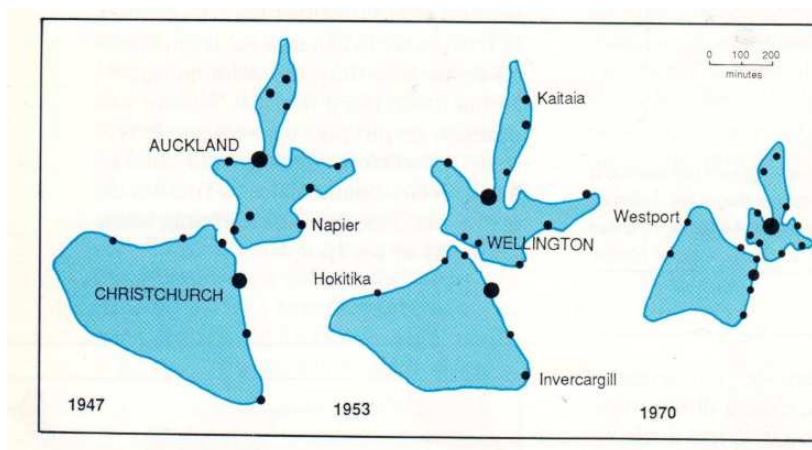 0 100 200
minutes
Kaitaia
AUCKLAND
Napier
Westport
WELLINGTON
Hokitika
CHRISTCHURCH
Invercargill
1947
1953
1970